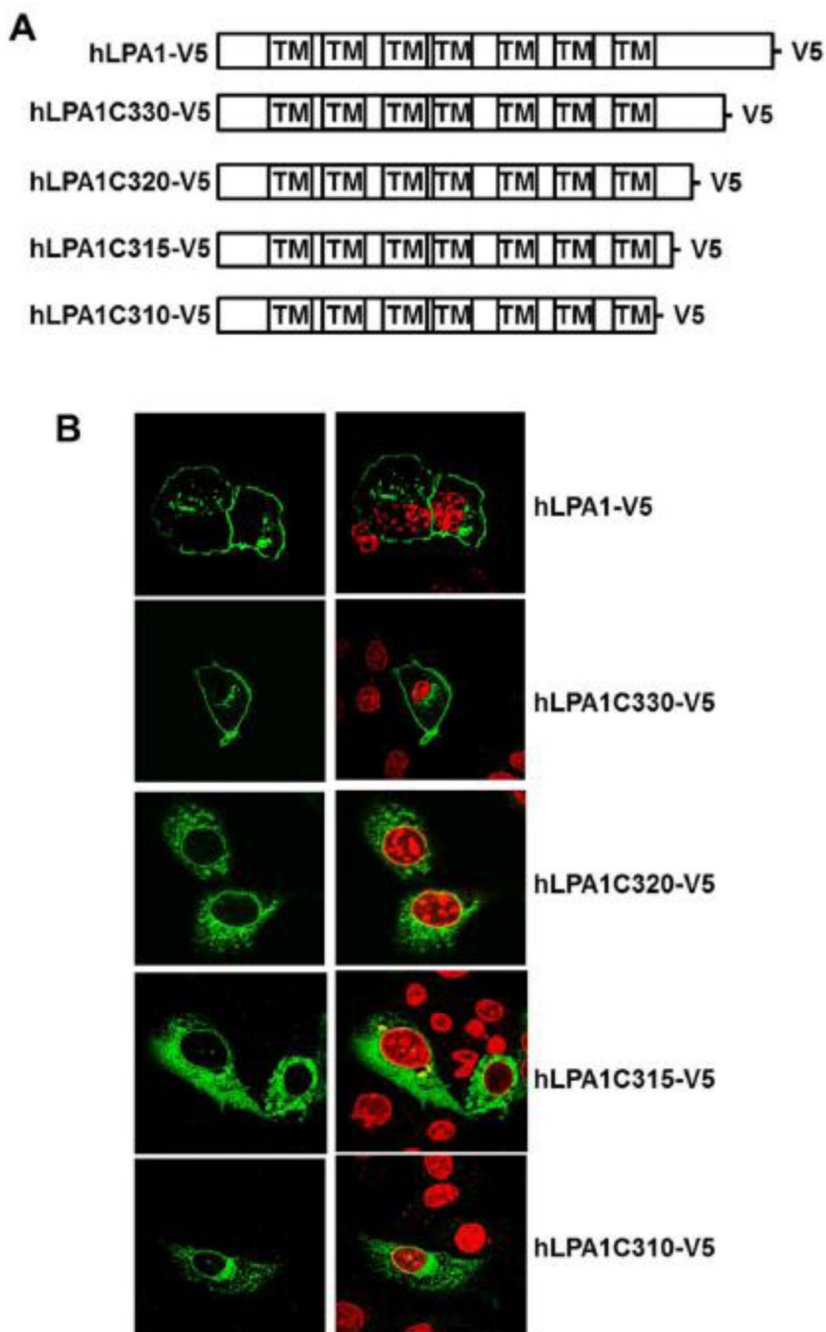 A
hLPA1-V5 TM TM TM TM TM TM TM V5
hLPA1C330-V5 TM TM TM TM TM TM TM V5
hLPA1C320-V5 TM TM TM TM TM TM TM V5
hLPA1C315-V5 TM TM TM TM TM TM TM V5
hLPA1C310-V5 TM TM TM TM TM TM TM V5
B
hLPA1-V5
hLPA1C330-V5
hLPA1C320-V5
hLPA1C315-V5
hLPA1C310-V5